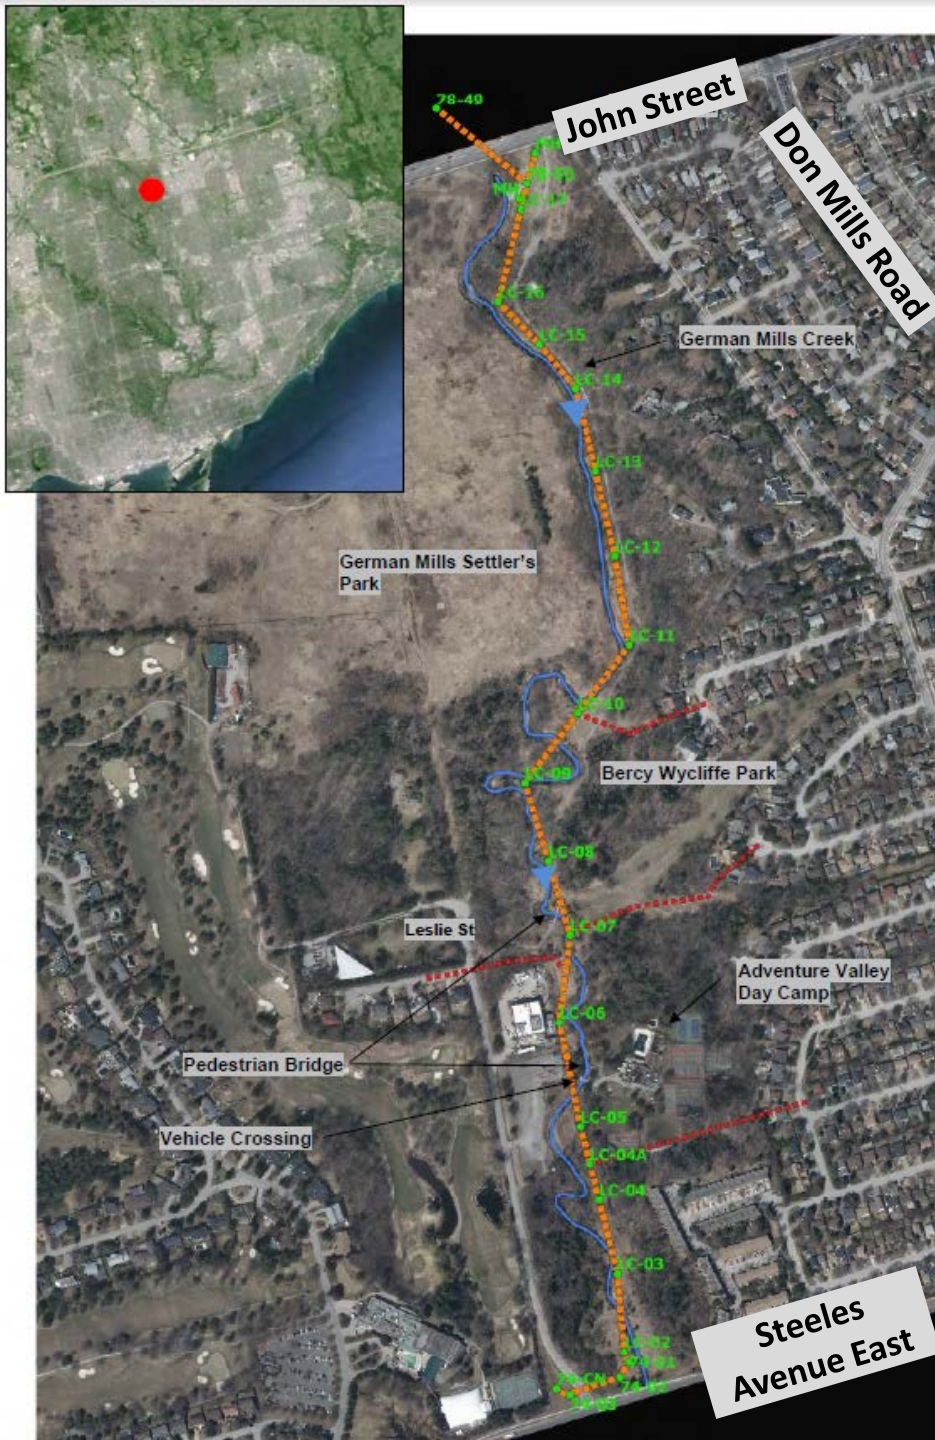 John Street
78-49
Don Mills Road
LC-16
LC-15
German Mills Creek
LC-14
LC-13
LC-12
German Mills Settler's
Park
LC-11
LC-10
LC-09
Bercy Wycliffe Park
LC-08
LC-07
Leslie St
Adventure Valley
Day Camp
LC-06
Pedestrian Bridge
LC-05
Vehicle Crossing
LC-04A
LC-04
LC-03
LC-02
Steeles
Avenue East